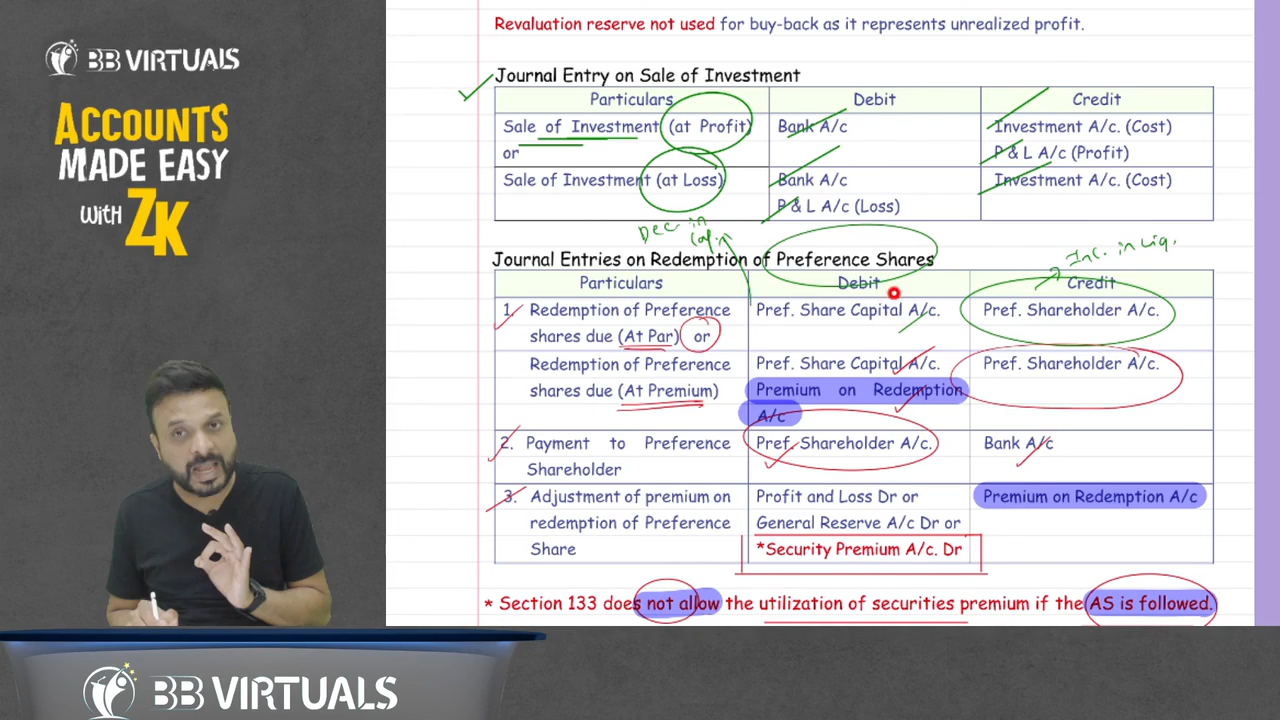 BB VIRTUALS
ACCOUNTS
MADE EASY
WITH ZK
Revaluation reserve not used for buy-back as it represents unrealized profit.
Journal Entry on Sale of Investment
Particulars Debit Credit
Sale of Investment (at Profit) Bank A/c Investment A/c. (Cost)
or P & L A/c (Profit)
Sale of Investment (at Loss) Bank A/c Investment A/c. (Cost)
P & L A/c (Loss)
Dec in
Inc. in Liq.
Journal Entries on Redemption of Preference Shares
Particulars Debit Credit
1. Redemption of Preference Pref. Share Capital A/c. Pref. Shareholder A/c.
shares due (At Par) or
Redemption of Preference Pref. Share Capital A/c. Pref. Shareholder A/c.
shares due (At Premium) Premium on Redemption
A/c
2. Payment to Preference Pref. Shareholder A/c. Bank A/c
Shareholder
3. Adjustment of premium on Profit and Loss Dr or Premium on Redemption A/c
redemption of Preference General Reserve A/c Dr or
Share *Security Premium A/c. Dr
* Section 133 does not allow the utilization of securities premium if the AS is followed.
BB VIRTUALS